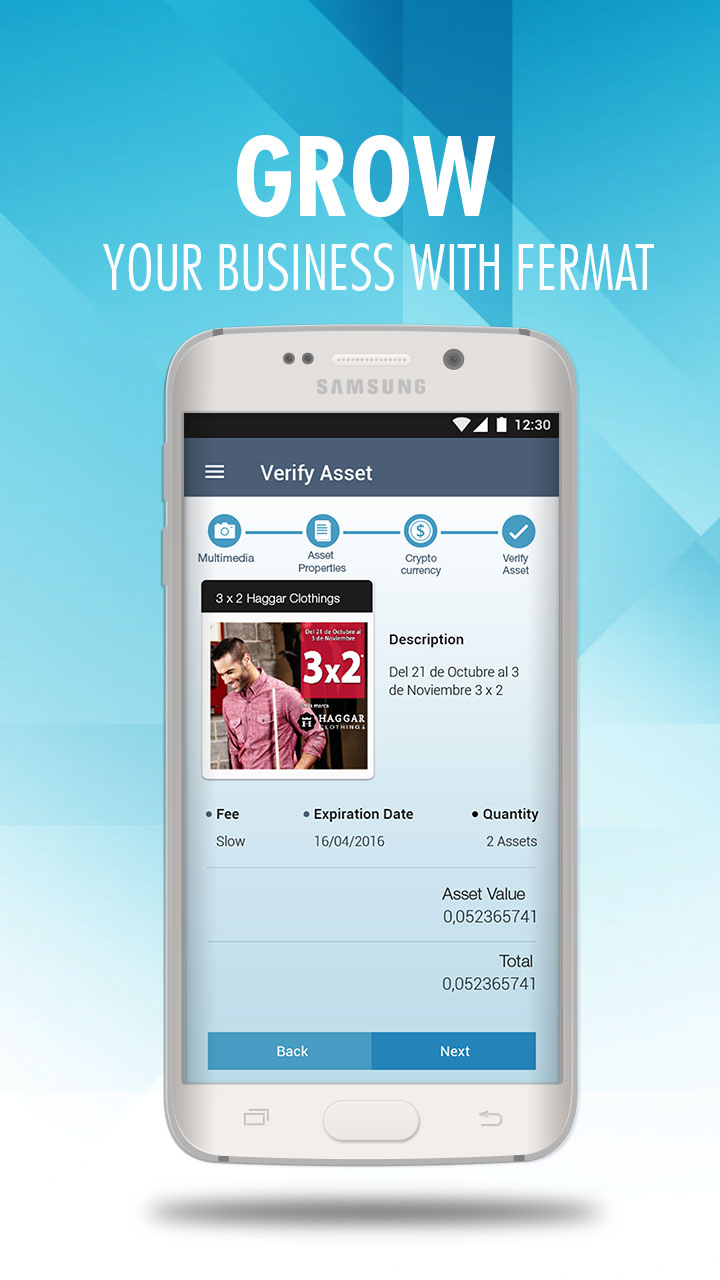 GROW
YOUR BUSINESS WITH FERMAT
SAMSUNG
12:30
Verify Asset
Multimedia
Asset
Properties
Crypto
currency
Verify
Asset
3 x 2 Haggar Clothings
Del 21 de Octubre al
3 de Noviembre
3x2
HAGGAR
CLOTHING
Description
Del 21 de Octubre al 3
de Noviembre 3 x 2
Fee
Expiration Date
Quantity
Slow
16/04/2016
2 Assets
Asset Value
0,052365741
Total
0,052365741
Back
Next